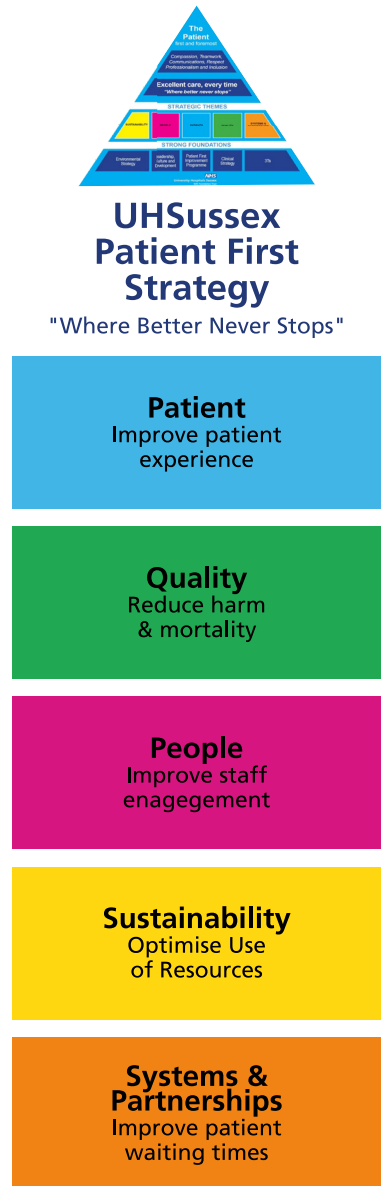 The
Patient
first and foremost
Compassion, Teamwork,
Communications, Respect
Professionalism and inclusion
Excellent care, every time
"Where better never stops"
STRATEGIC THEMES
STRONG FOUNDATIONS
Environmental
Strategy
Leadership,
Culture and
Development
Patient First
Improvement
Programme
Clinical
Strategy
NHS
UHSussex
Patient First
Strategy
"Where Better Never Stops"
Patient
Improve patient
experience
Quality
Reduce harm
& mortality
People
Improve staff
enagegement
Sustainability
Optimise Use
of Resources
Systems &
Partnerships
Improve patient
waiting times